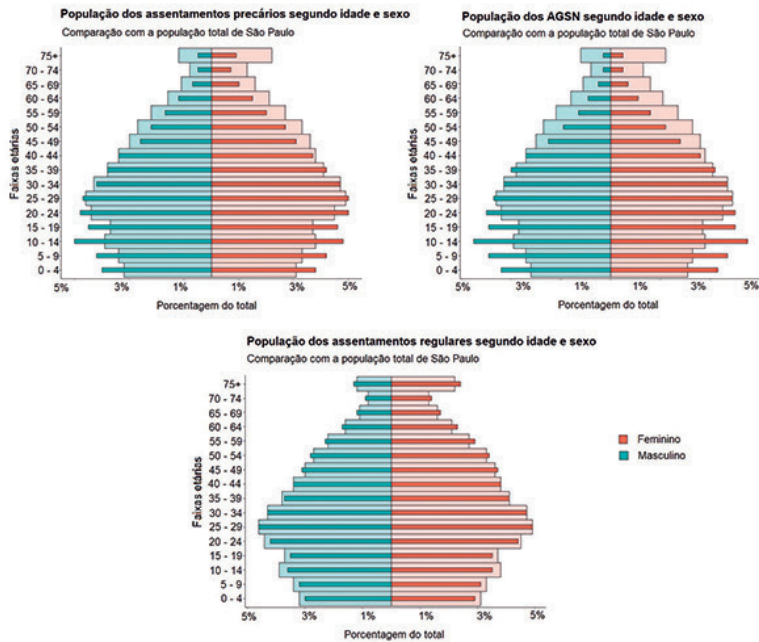 População dos assentamentos precários segundo idade e sexo
Comparação com a população total de São Paulo
Faixas etárias
75+
70 - 74
65 - 69
60 - 64
55 - 59
50 - 54
45 - 49
40 - 44
35 - 39
30 - 34
25 - 29
20 - 24
15 - 19
10 - 14
5 - 9
0 - 4
5% 3% 1% 1% 3% 5%
Porcentagem do total
População dos AGSN segundo idade e sexo
Comparação com a população total de São Paulo
Faixas etárias
75+
70 - 74
65 - 69
60 - 64
55 - 59
50 - 54
45 - 49
40 - 44
35 - 39
30 - 34
25 - 29
20 - 24
15 - 19
10 - 14
5 - 9
0 - 4
5% 3% 1% 1% 3% 5%
Porcentagem do total
População dos assentamentos regulares segundo idade e sexo
Comparação com a população total de São Paulo
Faixas etárias
75+
70 - 74
65 - 69
60 - 64
55 - 59
50 - 54
45 - 49
40 - 44
35 - 39
30 - 34
25 - 29
20 - 24
15 - 19
10 - 14
5 - 9
0 - 4
5% 3% 1% 1% 3% 5%
Porcentagem do total
Feminino
Masculino